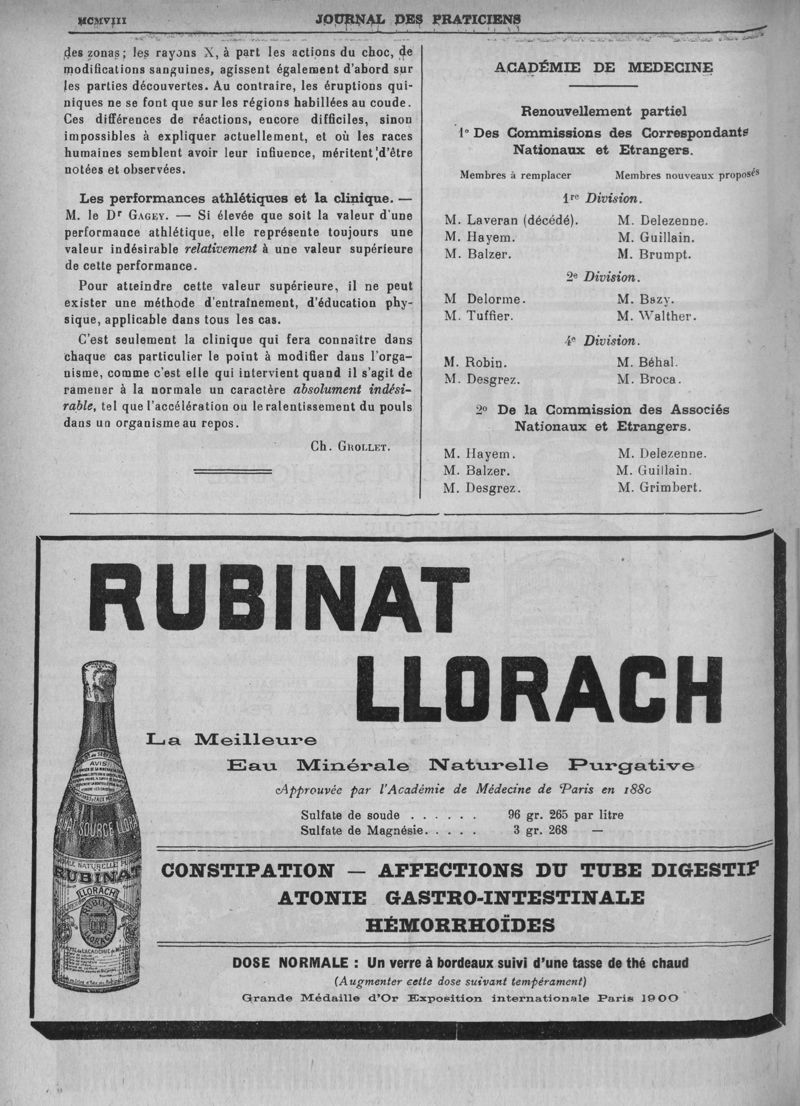 MCMVIII
JOURNAL DES PRATICIENS
des zonas; les rayons X, à part les actions du choc, de
modifications sanguines, agissent également d'abord sur
les parties découvertes. Au contraire, les éruptions qui-
niques ne se font que sur les régions habillées au coude.
Ces différences de réactions, encore difficiles, sinon
impossibles à expliquer actuellement, et où les races
humaines semblent avoir leur influence, méritent d'être
notées et observées.
Les performances athlétiques et la clinique. —
M. le Dr GAGEY. — Si élevée que soit la valeur d'une
performance athlétique, elle représente toujours une
valeur indésirable relativement à une valeur supérieure
de cette performance.
Pour atteindre cette valeur supérieure, il ne peut
exister une méthode d'entraînement, d'éducation phy-
sique, applicable dans tous les cas.
C'est seulement la clinique qui fera connaître dans
chaque cas particulier le point à modifier dans l'orga-
nisme, comme c'est elle qui intervient quand il s'agit de
ramener à la normale un caractère absolument indési-
rable, tel que l'accélération ou le ralentissement du pouls
dans un organisme au repos.
Ch. GROLLET.
ACADÉMIE DE MEDECINE
Renouvellement partiel
1º Des Commissions des Correspondants
Nationaux et Etrangers.
Membres à remplacer Membres nouveaux proposés
1re Division.
M. Laveran (décédé). M. Delezenne.
M. Hayem. M. Guillain.
M. Balzer. M. Brumpt.
2e Division.
M Delorme. M. Bazy.
M. Tuffier. M. Walther.
4e Division.
M. Robin. M. Béhal.
M. Desgrez. M. Broca.
2º De la Commission des Associés
Nationaux et Etrangers.
M. Hayem. M. Delezenne.
M. Balzer. M. Guillain.
M. Desgrez. M. Grimbert.
RUBINAT
LLORACH
La Meilleure
Eau Minérale Naturelle Purgative
Approuvée par l'Académie de Médecine de Paris en 1880
Sulfate de soude . . . . . . 96 gr. 265 par litre
Sulfate de Magnésie. . . . . 3 gr. 268 —
CONSTIPATION — AFFECTIONS DU TUBE DIGESTIF
ATONIE GASTRO-INTESTINALE
HÉMORRHOÏDES
DOSE NORMALE : Un verre à bordeaux suivi d'une tasse de thé chaud
(Augmenter cette dose suivant tempérament)
Grande Médaille d'Or Exposition internationale Paris 1900
AVIS
SOURCE
RUBINAT
LLORACH
RUBINAT
LLORACH